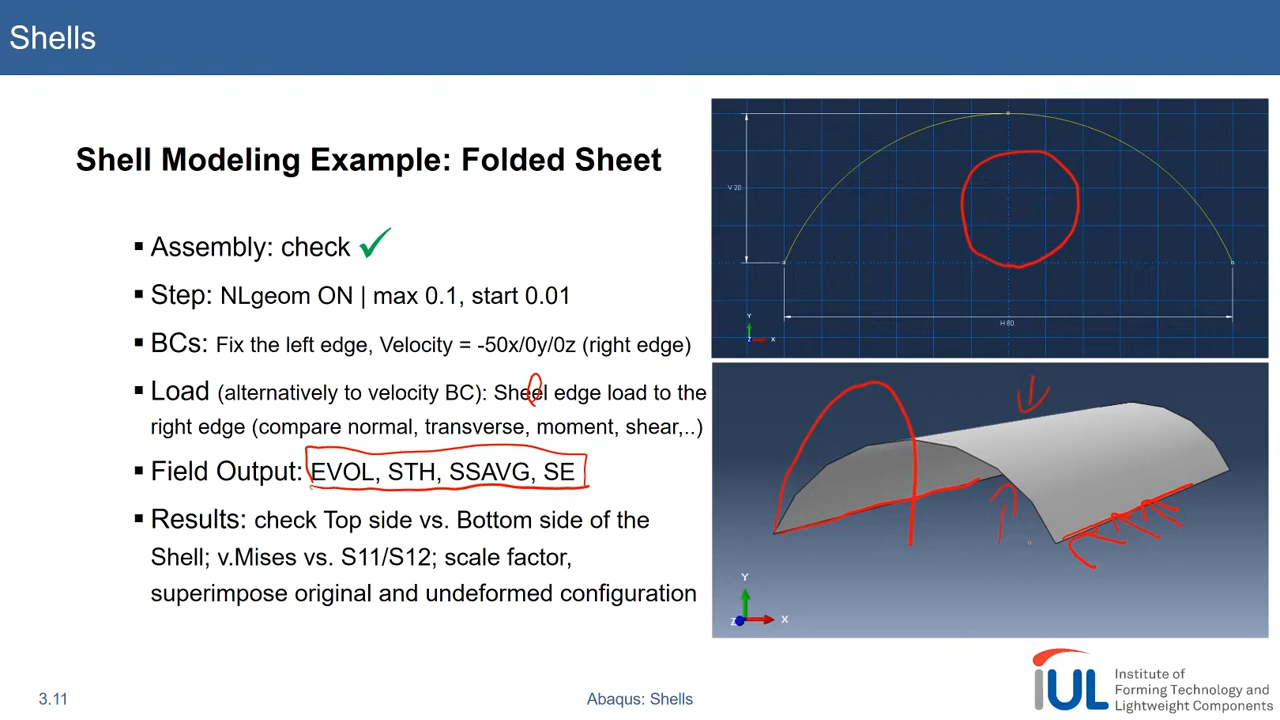 Shells
Shell Modeling Example: Folded Sheet
▪ Assembly: check ✓
▪ Step: NLgeom ON | max 0.1, start 0.01
▪ BCs: Fix the left edge, Velocity = -50x/0y/0z (right edge)
▪ Load (alternatively to velocity BC): Sheel edge load to the
right edge (compare normal, transverse, moment, shear,..)
▪ Field Output: EVOL, STH, SSAVG, SE
▪ Results: check Top side vs. Bottom side of the
Shell; v.Mises vs. S11/S12; scale factor,
superimpose original and undeformed configuration
V 20.
H 60.
Y
Z X
Y
Z X
3.11
Abaqus: Shells
IUL
Institute of
Forming Technology and
Lightweight Components